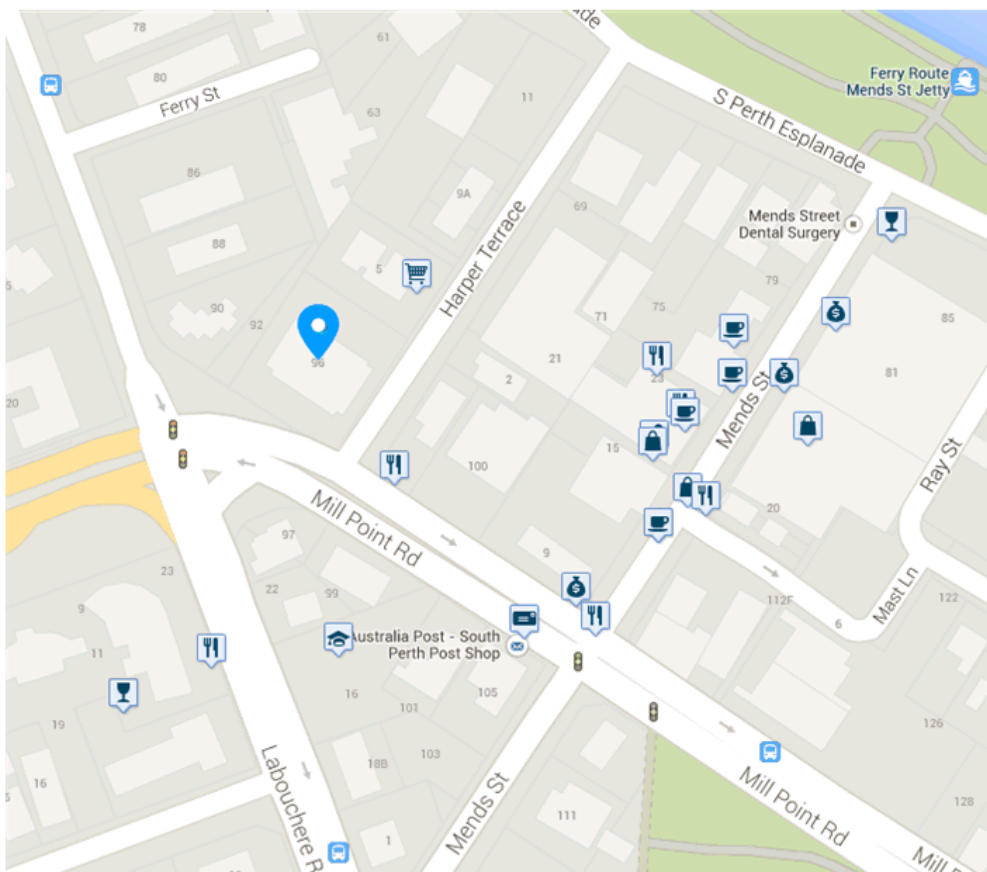 78
61
80
Ferry St
63
11
Ferry Route
Mends St Jetty
S Perth Esplanade
86
9A
69
Mends Street
Dental Surgery
88
5
Harper Terrace
79
90
92
75
71
85
96
21
2
23
81
20
Mends St
15
100
Ray St
20
Mill Point Rd
97
9
23
22
99
112F
Mast Ln
122
9
6
11
Australia Post - South
Perth Post Shop
16
105
101
19
126
103
18B
16
Labouchere R
Mends St
Mill Point Rd
128
111
1
Mill